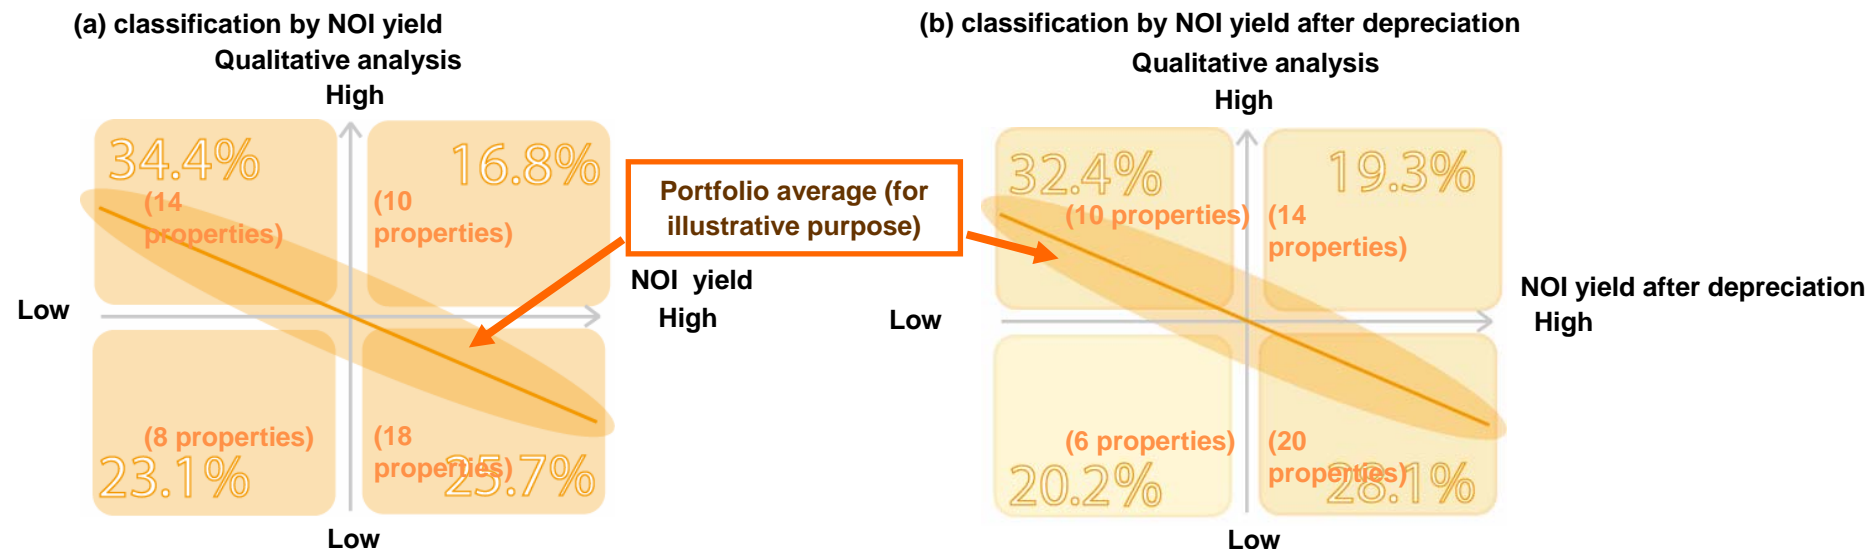 (a) classification by NOI yield
Qualitative analysis
High
34.4%
(14
properties)
16.8%
(10
properties)
Low
NOI yield
High
(8 properties)
23.1%
(18
properties)
25.7%
Low
Portfolio average (for
illustrative purpose)
(b) classification by NOI yield after depreciation
Qualitative analysis
High
32.4%
(10 properties)
19.3%
(14
properties)
Low
NOI yield after depreciation
High
(6 properties)
20.2%
(20
properties)
28.1%
Low